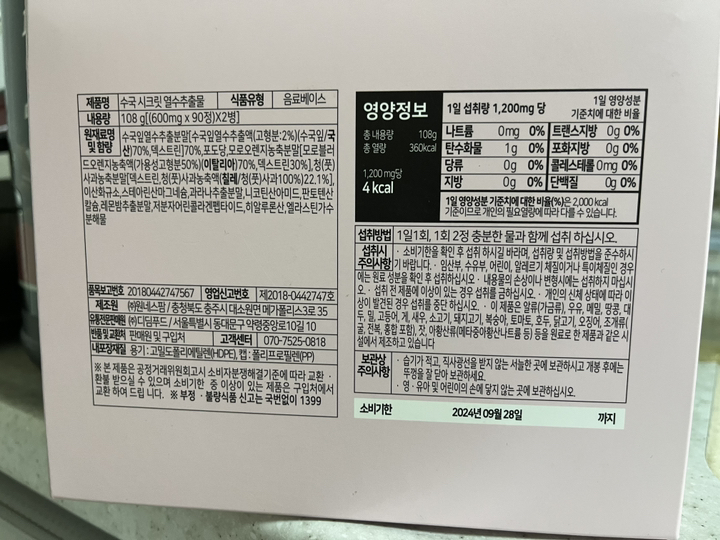 제품명 수국 시크릿 열수추출물 식품유형 음료베이스
내용량 108 g[(600mg x 90정)X2병]
원재료명 및 함량 수국잎열수추출분말[수국잎열수추출액(고형분:2%)(수국잎/국
산)70%,덱스트린]70%,포도당,모로오렌지농축분말[모로블러
드오렌지농축액(가용성고형분50%)(이탈리아)70%,덱스트린30%],청(풋)
사과농축분말[덱스트린,청(풋)사과농축액(칠레/청(풋)사과100%)22.1%],
이산화규소,스테아린산마그네슘,과라나추출분말,니코틴산아미드,판토텐산
칼슘,레몬밤추출분말,저분자어린콜라겐펩타이드,히알루론산,엘라스틴가수
분해물
품목보고번호 20180442747567 영업신고번호 제2018-0442747호
제조원 ㈜원네스팜 / 충청북도 충주시 대소원면 메가폴리스3로 35
유통전문판매원 ㈜디딤푸드 / 서울특별시 동대문구 약령중앙로10길 10
반품 및 교환처 판매원 및 구입처 고객센터 070-7525-0818
내포장재질 용기 : 고밀도폴리에틸렌(HDPE), 캡 : 폴리프로필렌(PP)
※ 본 제품은 공정거래위원회고시 소비자분쟁해결기준에 따라 교환 ·
환불 받으실 수 있으며 소비기한 중 이상이 있는 제품은 구입처에서
교환 하여 드립니다. ※ 부정 · 불량식품 신고는 국번없이 1399
영양정보
총 내용량 108g
총 열량 360kcal
1,200 mg당
4 kcal
1일 섭취량 1,200mg 당 1일 영양성분 기준치에 대한 비율
나트륨 0mg 0% 트랜스지방 0g 0%
탄수화물 1g 0% 포화지방 0g 0%
당류 0g 0% 콜레스테롤 0mg 0%
지방 0g 0% 단백질 0g 0%
1일 영양성분 기준치에 대한 비율(%)은 2,000 kcal
기준이므로 개인의 필요열량에 따라 다를 수 있습니다.
섭취방법 1일1회, 1회 2정 충분한 물과 함께 섭취 하십시오.
섭취시 주의사항 · 소비기한을 확인 후 섭취 하시길 바라며, 섭취량 및 섭취방법을 준수하시
기 바랍니다. · 임산부, 수유부, 어린이, 알레르기 체질이거나 특이체질인 경우
에는 원료 성분을 확인 후 섭취하십시오 · 내용물의 손상이나 변형시에는 섭취하지 마십시
오. · 섭취 전 제품에 이상이 있는 경우 섭취를 금하십시오. · 개인의 신체 상태에 따라 이
상이 발견된 경우 섭취를 중단 하십시오. · 이 제품은 알류(가금류), 우유, 메밀, 땅콩, 대
두, 밀, 고등어, 게, 새우, 소고기, 돼지고기, 복숭아, 토마토, 호두, 닭고기, 오징어, 조개류(
굴, 전복, 홍합 포함), 잣, 아황산류(메타중아황산나트륨 등) 등을 원료로 한 제품과 같은 시
설에서 제조하고 있습니다
보관상 주의사항 · 습기가 적고, 직사광선을 받지 않는 서늘한 곳에 보관하시고 개봉 후에는
뚜껑을 잘 닫아 보관하세요.
· 영 · 유아 및 어린이의 손에 닿지 않는 곳에 보관하십시오.
소비기한 2024년 09월 28일 까지